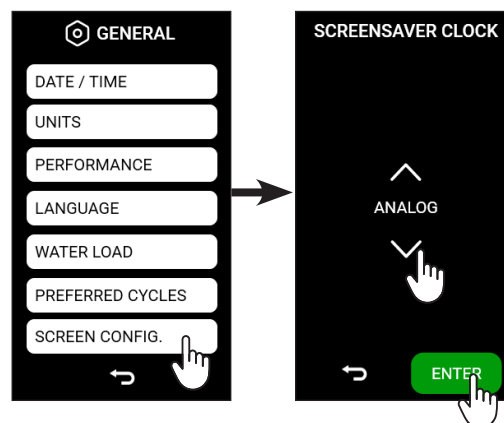 GENERAL
DATE / TIME
UNITS
PERFORMANCE
LANGUAGE
WATER LOAD
PREFERRED CYCLES
SCREEN CONFIG.
SCREENSAVER CLOCK
ANALOG
ENTER